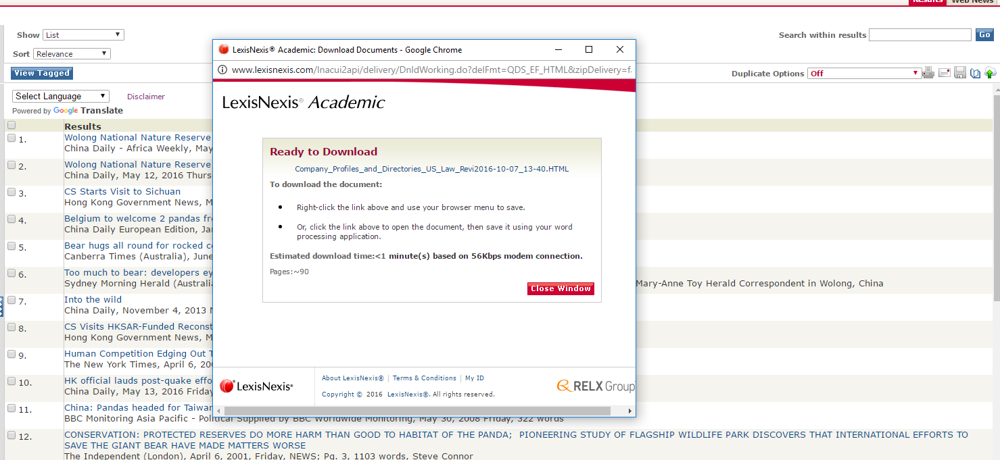 Results Web News
Show List
Search within results Go
Sort Relevance
View Tagged
Duplicate Options Off
Select Language Disclaimer
Powered by Google Translate
Results
1. Wolong National Nature Reserve
China Daily - Africa Weekly, May
2. Wolong National Nature Reserve
China Daily, May 12, 2016 Thurs
3. CS Starts Visit to Sichuan
Hong Kong Government News, M
4. Belgium to welcome 2 pandas fr
China Daily European Edition, Ja
5. Bear hugs all round for rocked c
Canberra Times (Australia), June
6. Too much to bear: developers ey
Sydney Morning Herald (Australi
Mary-Anne Toy Herald Correspondent in Wolong, China
7. Into the wild
China Daily, November 4, 2013 M
8. CS Visits HKSAR-Funded Reconst
Hong Kong Government News, M
9. Human Competition Edging Out T
The New York Times, April 6, 200
10. HK official lauds post-quake effo
China Daily, May 13, 2016 Friday
11. China: Pandas headed for Taiwan
BBC Monitoring Asia Pacific - Political Supplied by BBC Worldwide Monitoring, May 30, 2008 Friday, 322 words
12. CONSERVATION: PROTECTED RESERVES DO MORE HARM THAN GOOD TO HABITAT OF THE PANDA; PIONEERING STUDY OF FLAGSHIP WILDLIFE PARK DISCOVERS THAT INTERNATIONAL EFFORTS TO
SAVE THE GIANT BEAR HAVE MADE MATTERS WORSE
The Independent (London), April 6, 2001, Friday, NEWS; Pg. 3, 1103 words, Steve Connor
LexisNexis® Academic: Download Documents - Google Chrome
www.lexisnexis.com/lnacui2api/delivery/DnldWorking.do?delFmt=QDS_EF_HTML&zipDelivery=f
LexisNexis® Academic
Ready to Download
Company_Profiles_and_Directories_US_Law_Revi2016-10-07_13-40.HTML
To download the document:
• Right-click the link above and use your browser menu to save.
• Or, click the link above to open the document, then save it using your word
processing application.
Estimated download time:<1 minute(s) based on 56Kbps modem connection.
Pages:~90
Close Window
LexisNexis®
About LexisNexis® | Terms & Conditions | My ID
Copyright © 2016 LexisNexis®. All rights reserved.
RELX Group